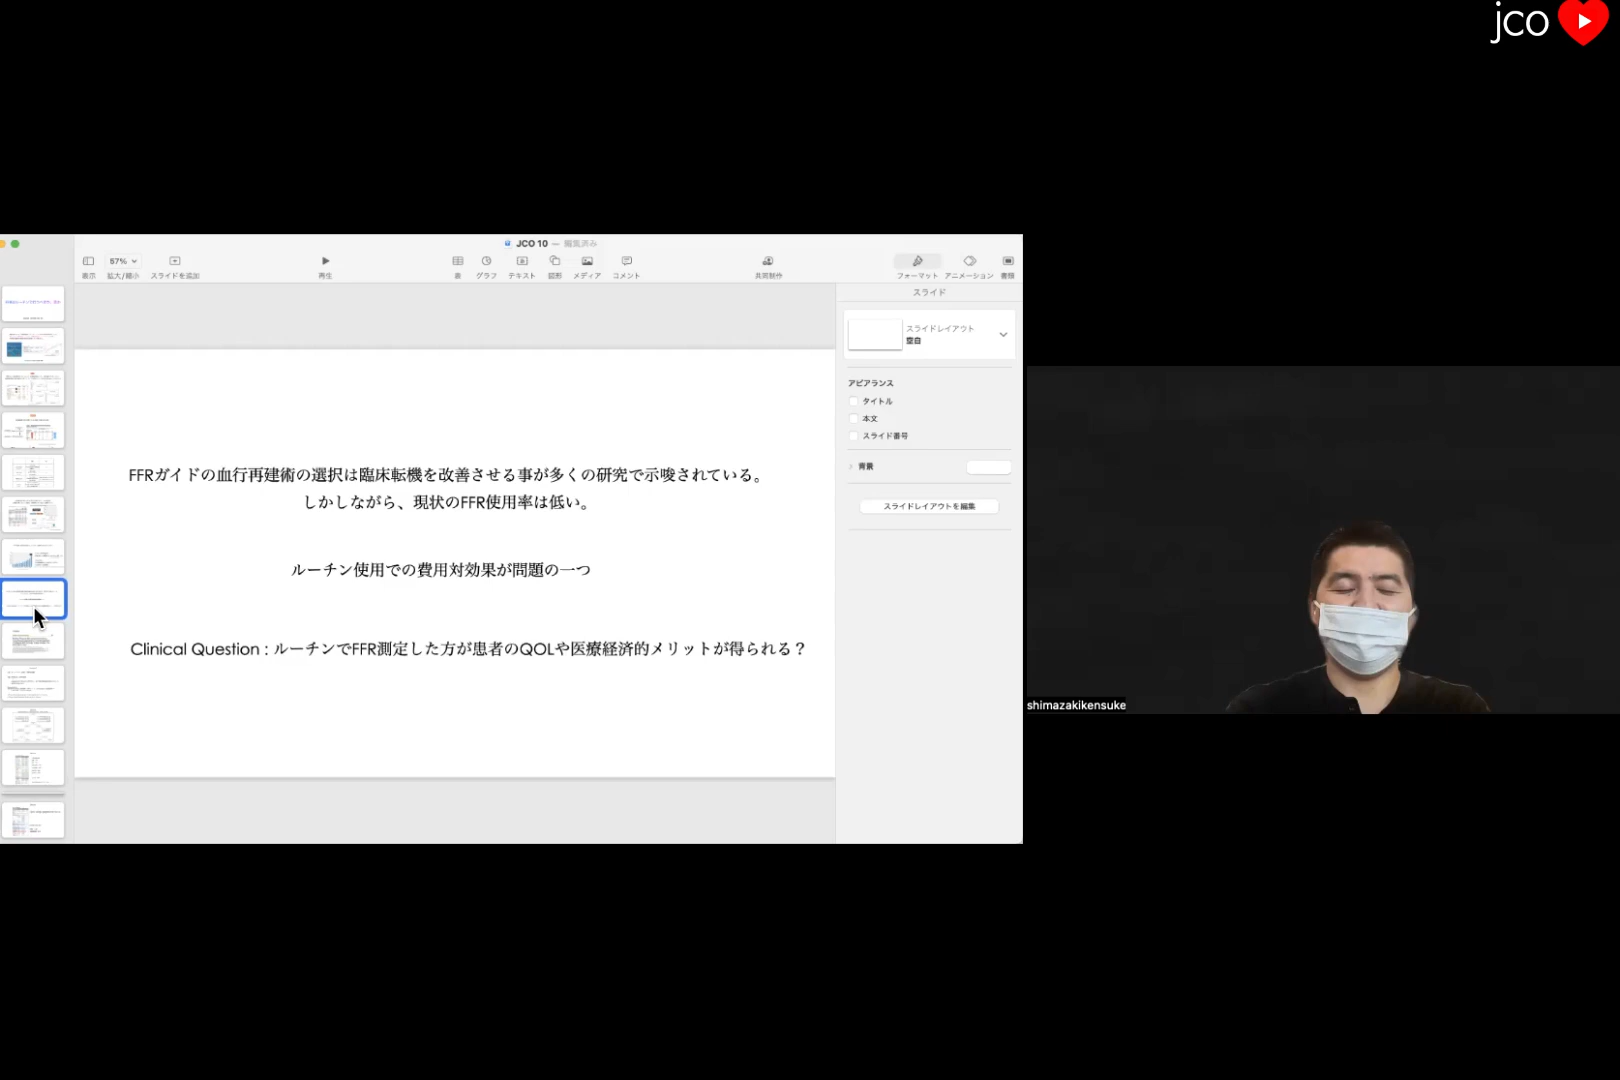 jco
JCO 10 — 編集済み
57%
表示
拡大/縮小
スライドを追加
再生
表
グラフ
テキスト
図形
メディア
コメント
共同制作
フォーマット
アニメーション
書類
スライド
スライドレイアウト
空白
アピアランス
タイトル
本文
スライド番号
背景
スライドレイアウトを編集
FFRガイドの血行再建術の選択は臨床転機を改善させる事が多くの研究で示唆されている。
しかしながら、現状のFFR使用率は低い。
ルーチン使用での費用対効果が問題の一つ
Clinical Question : ルーチンでFFR測定した方が患者のQOLや医療経済的メリットが得られる？
shimazakikensuke